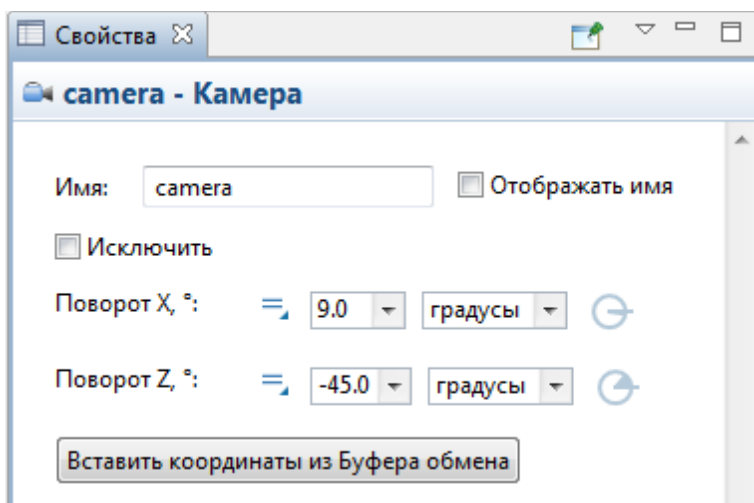 Свойства
camera - Камера
Имя: camera Отображать имя
Исключить
Поворот X, °: 9.0 градусы
Поворот Z, °: -45.0 градусы
Вставить координаты из Буфера обмена